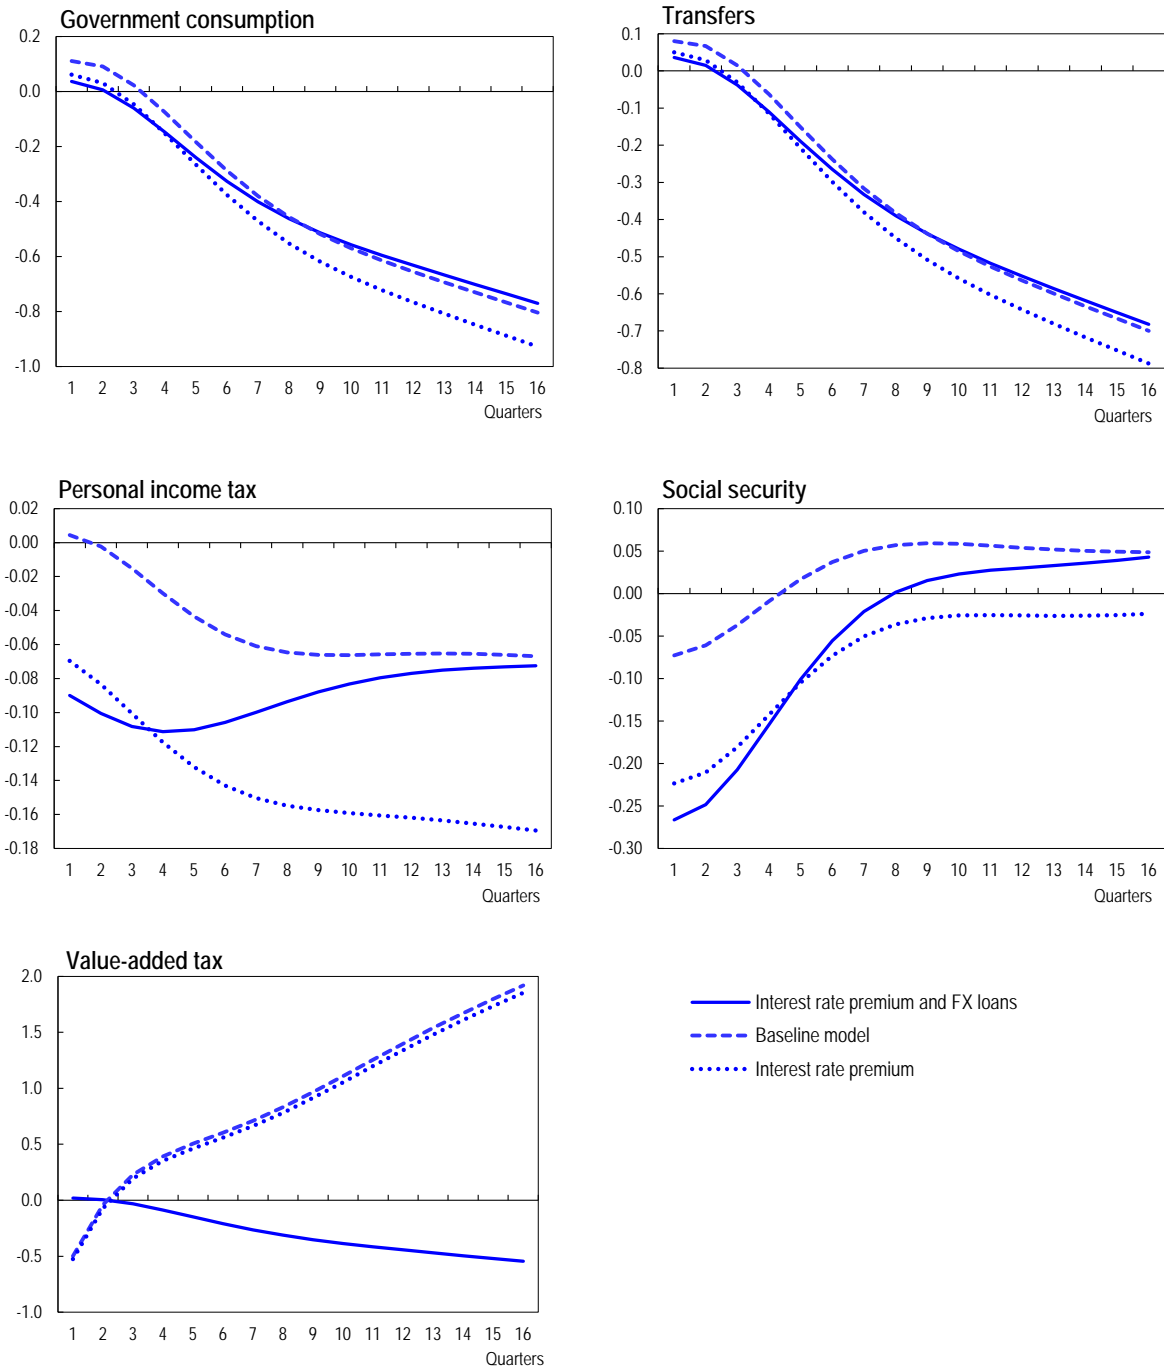 Government consumption
0.2
0.0
-0.2
-0.4
-0.6
-0.8
-1.0
1 2 3 4 5 6 7 8 9 10 11 12 13 14 15 16
Quarters
Transfers
0.1
0.0
-0.1
-0.2
-0.3
-0.4
-0.5
-0.6
-0.7
-0.8
1 2 3 4 5 6 7 8 9 10 11 12 13 14 15 16
Quarters
Personal income tax
0.02
0.00
-0.02
-0.04
-0.06
-0.08
-0.10
-0.12
-0.14
-0.16
-0.18
1 2 3 4 5 6 7 8 9 10 11 12 13 14 15 16
Quarters
Social security
0.10
0.05
0.00
-0.05
-0.10
-0.15
-0.20
-0.25
-0.30
1 2 3 4 5 6 7 8 9 10 11 12 13 14 15 16
Quarters
Value-added tax
2.0
1.5
1.0
0.5
0.0
-0.5
-1.0
1 2 3 4 5 6 7 8 9 10 11 12 13 14 15 16
Quarters
Interest rate premium and FX loans
Baseline model
Interest rate premium